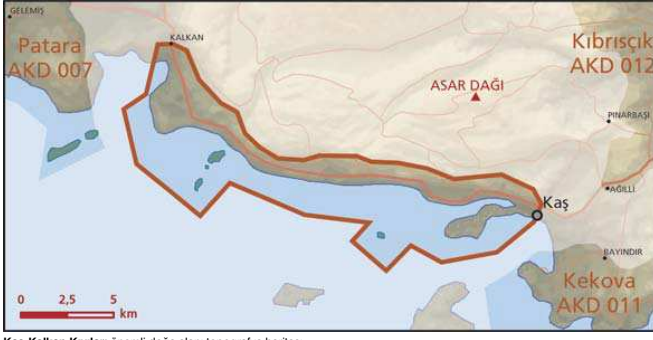 GELEMİŞ
KALKAN
Patara
AKD 007
Kıbrısçık
AKD 012
ASAR DAĞI
PINARBAŞI
AĞILLI
Kaş
BAYINDIR
Kekova
AKD 011
0 2,5 5
km